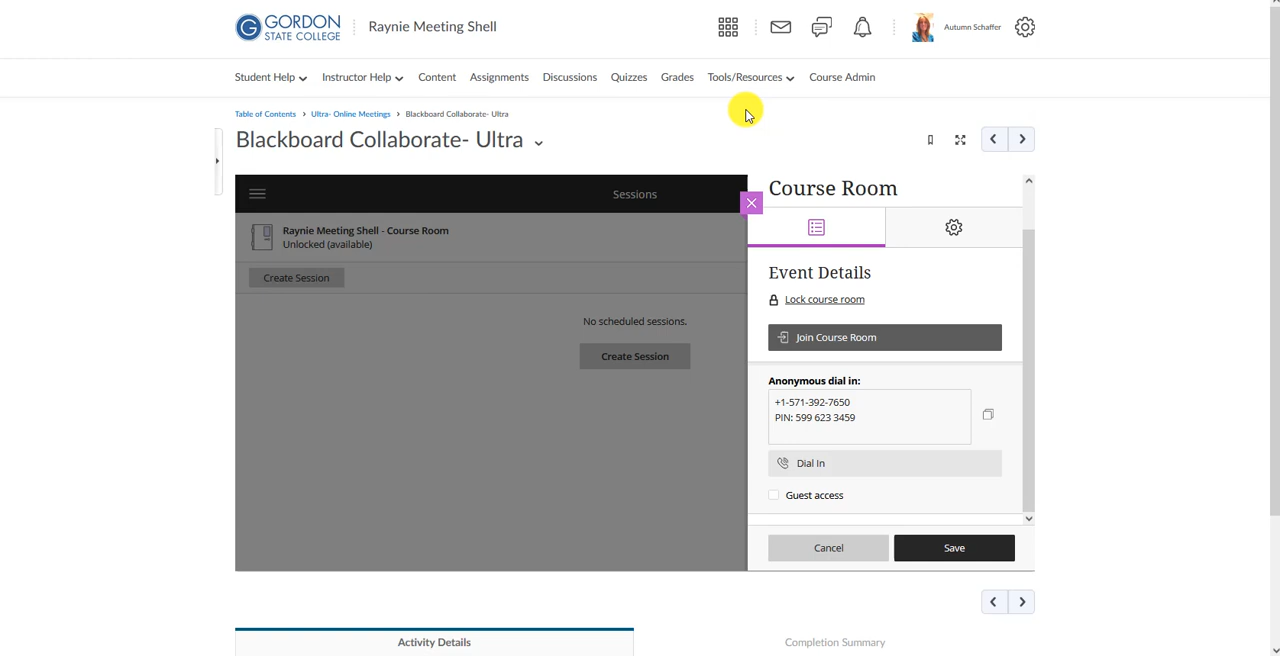 GORDON
STATE COLLEGE
Raynie Meeting Shell
Autumn Schaffer
Student Help
Instructor Help
Content
Assignments
Discussions
Quizzes
Grades
Tools/Resources
Course Admin
Table of Contents › Ultra- Online Meetings › Blackboard Collaborate- Ultra
Blackboard Collaborate- Ultra
Sessions
Raynie Meeting Shell - Course Room
Unlocked (available)
Create Session
No scheduled sessions.
Create Session
Course Room
Event Details
Lock course room
Join Course Room
Anonymous dial in:
+1-571-392-7650
PIN: 599 623 3459
Dial In
Guest access
Cancel
Save
Activity Details
Completion Summary